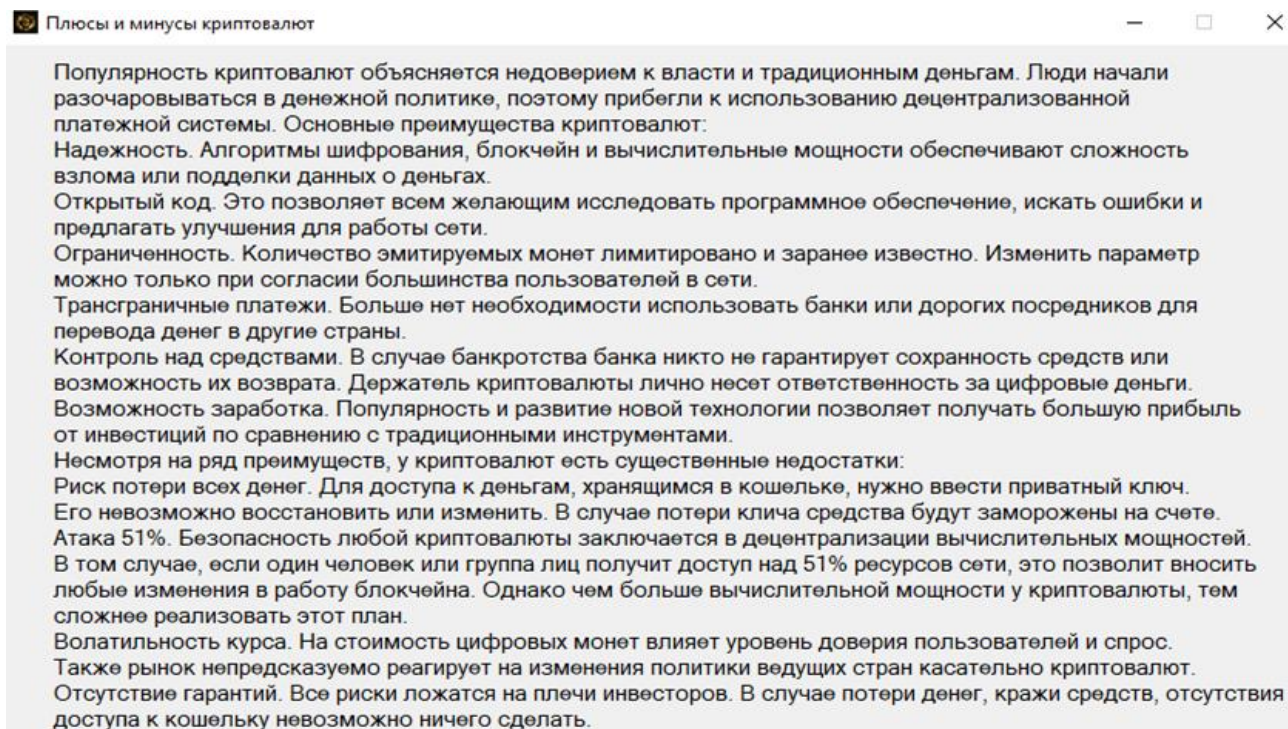 Плюсы и минусы криптовалют
Популярность криптовалют объясняется недоверием к власти и традиционным деньгам. Люди начали
разочаровываться в денежной политике, поэтому прибегли к использованию децентрализованной
платежной системы. Основные преимущества криптовалют:
Надежность. Алгоритмы шифрования, блокчейн и вычислительные мощности обеспечивают сложность
взлома или подделки данных о деньгах.
Открытый код. Это позволяет всем желающим исследовать программное обеспечение, искать ошибки и
предлагать улучшения для работы сети.
Ограниченность. Количество эмитируемых монет лимитировано и заранее известно. Изменить параметр
можно только при согласии большинства пользователей в сети.
Трансграничные платежи. Больше нет необходимости использовать банки или дорогих посредников для
перевода денег в другие страны.
Контроль над средствами. В случае банкротства банка никто не гарантирует сохранность средств или
возможность их возврата. Держатель криптовалюты лично несет ответственность за цифровые деньги.
Возможность заработка. Популярность и развитие новой технологии позволяет получать большую прибыль
от инвестиций по сравнению с традиционными инструментами.
Несмотря на ряд преимуществ, у криптовалют есть существенные недостатки:
Риск потери всех денег. Для доступа к деньгам, хранящимся в кошельке, нужно ввести приватный ключ.
Его невозможно восстановить или изменить. В случае потери клича средства будут заморожены на счете.
Атака 51%. Безопасность любой криптовалюты заключается в децентрализации вычислительных мощностей.
В том случае, если один человек или группа лиц получит доступ над 51% ресурсов сети, это позволит вносить
любые изменения в работу блокчейна. Однако чем больше вычислительной мощности у криптовалюты, тем
сложнее реализовать этот план.
Волатильность курса. На стоимость цифровых монет влияет уровень доверия пользователей и спрос.
Также рынок непредсказуемо реагирует на изменения политики ведущих стран касательно криптовалют.
Отсутствие гарантий. Все риски ложатся на плечи инвесторов. В случае потери денег, кражи средств, отсутствия
доступа к кошельку невозможно ничего сделать.